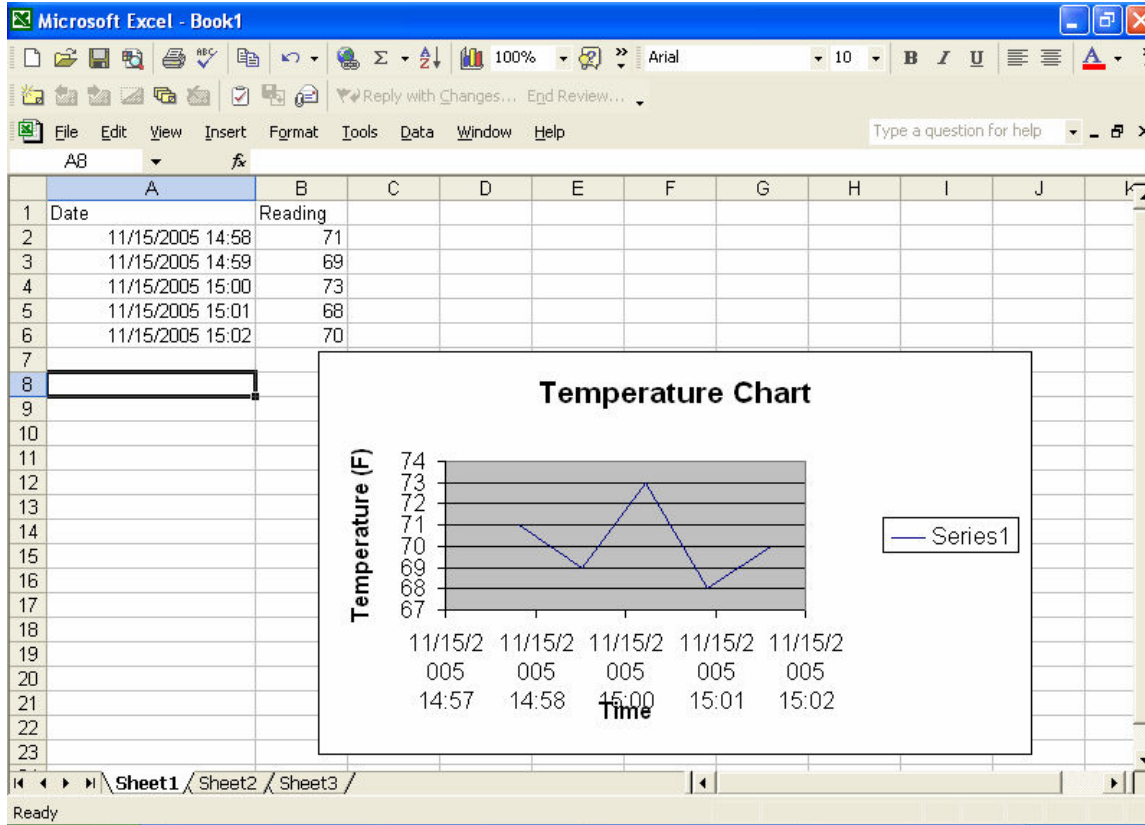 Microsoft Excel - Book1
ABC Σ A Z 100% ? » Arial 10 B I U A
Reply with Changes... End Review...
File Edit View Insert Format Tools Data Window Help Type a question for help
A8 fx
A B C D E F G H I J K
1 Date Reading
2 11/15/2005 14:58 71
3 11/15/2005 14:59 69
4 11/15/2005 15:00 73
5 11/15/2005 15:01 68
6 11/15/2005 15:02 70
7
8
9
10
11
12
13
14
15
16
17
18
19
20
21
22
23
Temperature Chart
Temperature (F)
74
73
72
71
70
69
68
67
Series1
11/15/2 11/15/2 11/15/2 11/15/2 11/15/2
005 005 005 005 005
14:57 14:58 15:00 15:01 15:02
Time
Sheet1 Sheet2 Sheet3
Ready